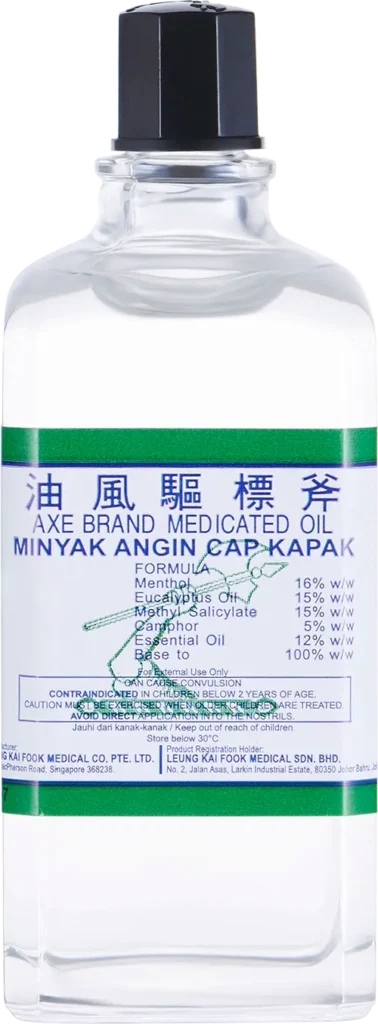 油風驅標斧
AXE BRAND MEDICATED OIL
MINYAK ANGIN CAP KAPAK
FORMULA
Menthol 16% w/w
Eucalyptus Oil 15% w/w
Methyl Salicylate 15% w/w
Camphor 5% w/w
Essential Oil 12% w/w
Base to 100% w/w
For External Use Only
CAN CAUSE CONVULSION
CONTRAINDICATED IN CHILDREN BELOW 2 YEARS OF AGE.
CAUTION MUST BE EXERCISED WHEN OLDER CHILDREN ARE TREATED.
AVOID DIRECT APPLICATION INTO THE NOSTRILS.
Jauhi dari kanak-kanak / Keep out of reach of children
Store below 30°C
Product Registration Holder:
KAI FOOK MEDICAL CO. PTE. LTD. LEUNG KAI FOOK MEDICAL SDN. BHD.
Road, Singapore 368238. No. 2, Jalan Asas, Larkin Industrial Estate, 80350 Johor Bahru,
7